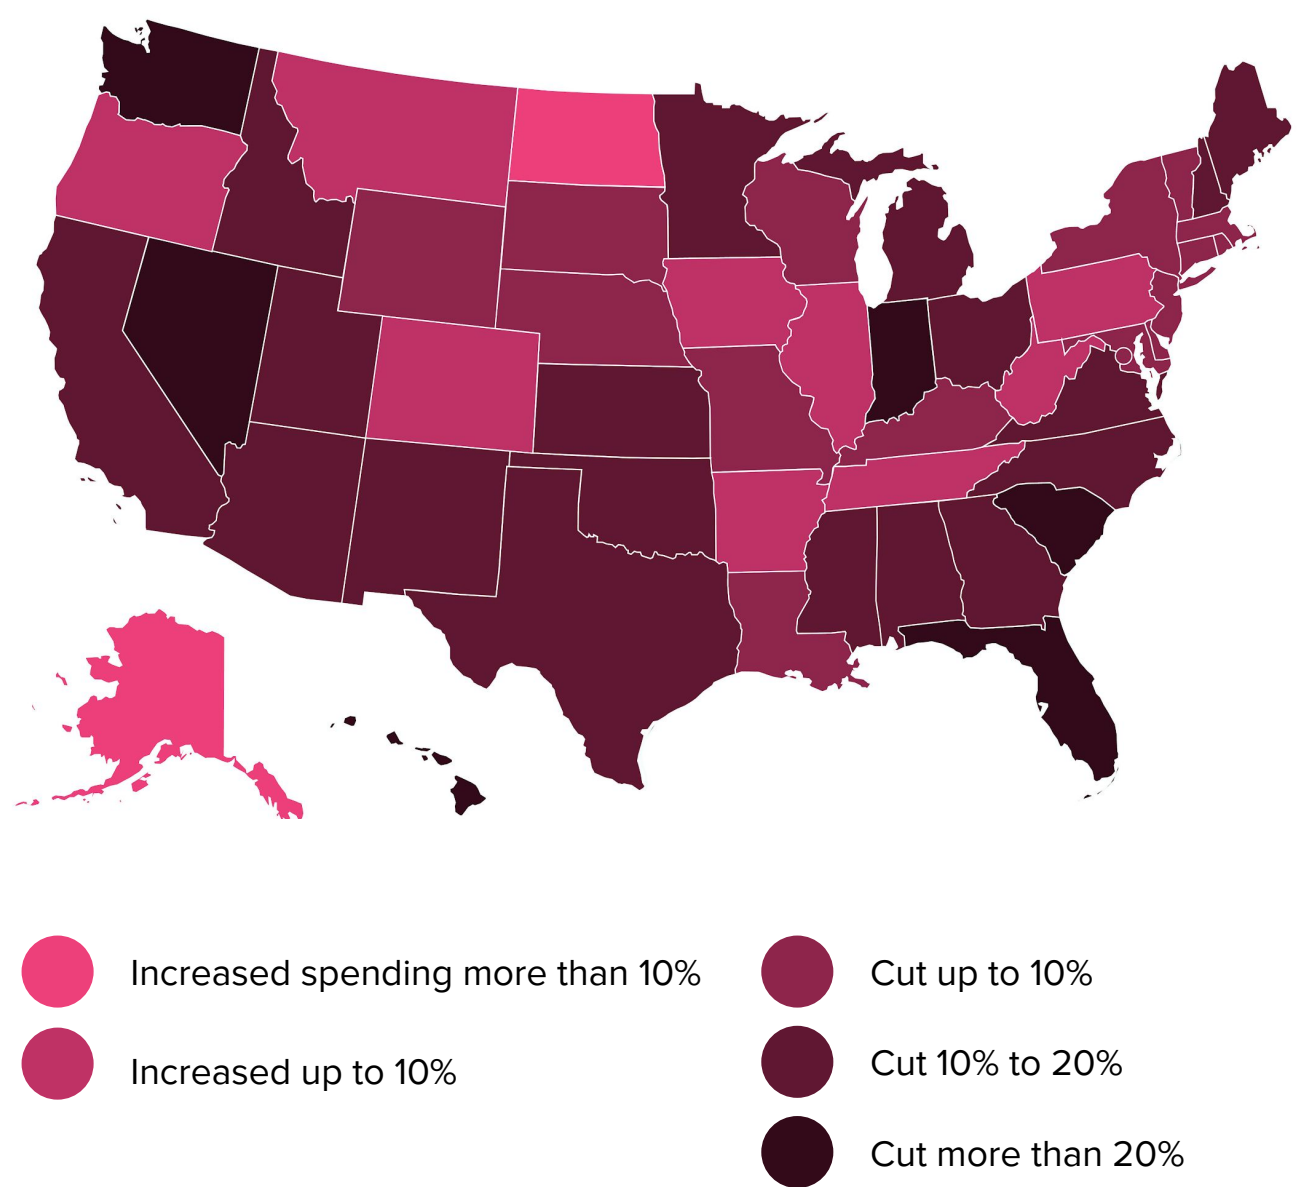 Increased spending more than 10%
Increased up to 10%
Cut up to 10%
Cut 10% to 20%
Cut more than 20%